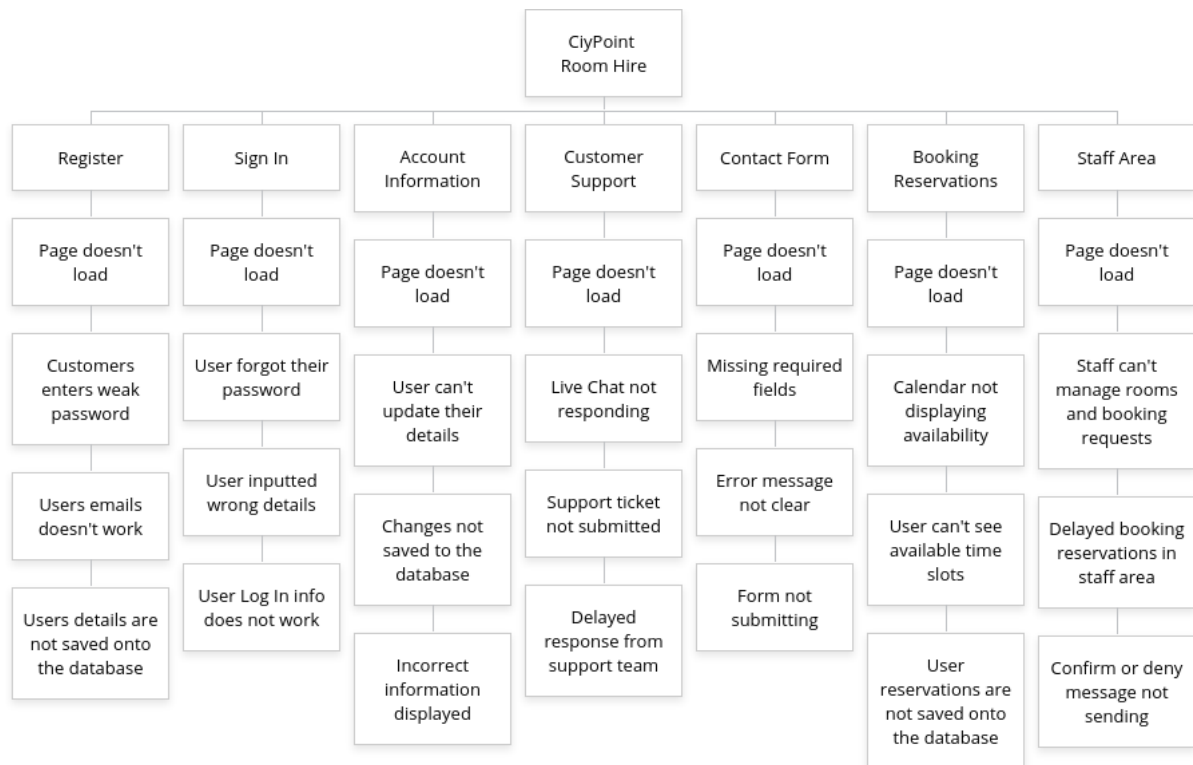 CiyPoint
Room Hire
Register
Page doesn't
load
Customers
enters weak
password
Users emails
doesn't work
Users details are
not saved onto
the database
Sign In
Page doesn't
load
User forgot their
password
User inputted
wrong details
User Log In info
does not work
Account
Information
Page doesn't
load
User can't
update their
details
Changes not
saved to the
database
Incorrect
information
displayed
Customer
Support
Page doesn't
load
Live Chat not
responding
Support ticket
not submitted
Delayed
response from
support team
Contact Form
Page doesn't
load
Missing required
fields
Error message
not clear
Form not
submitting
Booking
Reservations
Page doesn't
load
Calendar not
displaying
availability
User can't see
available time
slots
User
reservations are
not saved onto
the database
Staff Area
Page doesn't
load
Staff can't
manage rooms
and booking
requests
Delayed booking
reservations in
staff area
Confirm or deny
message not
sending